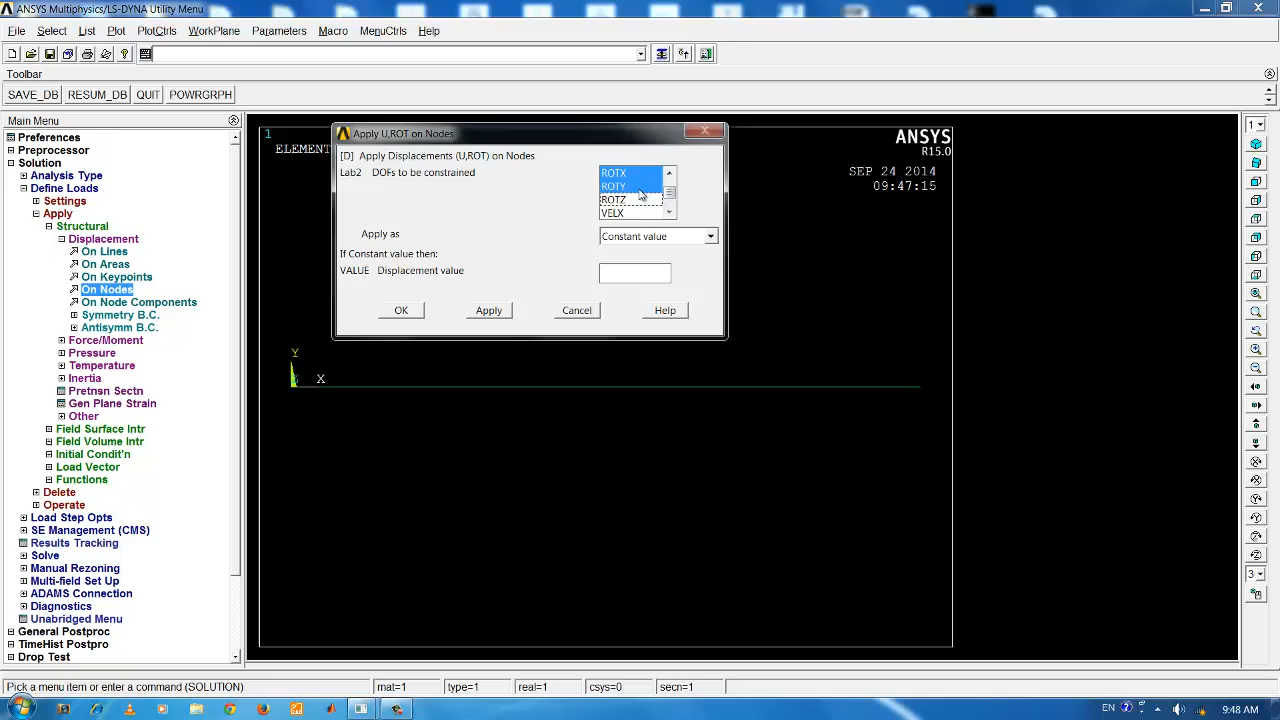 ANSYS Multiphysics/LS-DYNA Utility Menu
File Select List Plot PlotCtrls WorkPlane Parameters Macro MenuCtrls Help
Toolbar
SAVE_DB RESUM_DB QUIT POWRGRPH
Main Menu
Preferences
Preprocessor
Solution
Analysis Type
Define Loads
Settings
Apply
Structural
Displacement
On Lines
On Areas
On Keypoints
On Nodes
On Node Components
Symmetry B.C.
Antisymm B.C.
Force/Moment
Pressure
Temperature
Inertia
Pretnsn Sectn
Gen Plane Strain
Other
Field Surface Intr
Field Volume Intr
Initial Condit'n
Load Vector
Functions
Delete
Operate
Load Step Opts
SE Management (CMS)
Results Tracking
Solve
Manual Rezoning
Multi-field Set Up
ADAMS Connection
Diagnostics
Unabridged Menu
General Postproc
TimeHist Postpro
Drop Test
1
ELEMENT
ANSYS
R15.0
SEP 24 2014
09:47:15
Y
X
Apply U,ROT on Nodes
[D] Apply Displacements (U,ROT) on Nodes
Lab2 DOFs to be constrained
ROTX
ROTY
ROTZ
VELX
Apply as
Constant value
If Constant value then:
VALUE Displacement value
OK Apply Cancel Help
1
3
Pick a menu item or enter a command (SOLUTION)
mat=1 type=1 real=1 csys=0 secn=1
EN 9:48 AM